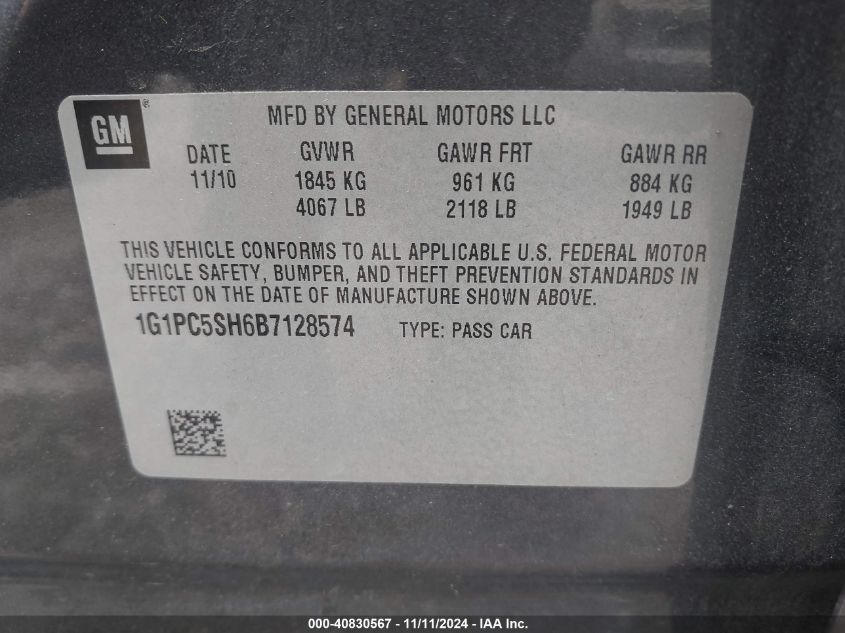 GM®
MFD BY GENERAL MOTORS LLC
DATE GVWR GAWR FRT GAWR RR
11/10 1845 KG 961 KG 884 KG
4067 LB 2118 LB 1949 LB
THIS VEHICLE CONFORMS TO ALL APPLICABLE U.S. FEDERAL MOTOR
VEHICLE SAFETY, BUMPER, AND THEFT PREVENTION STANDARDS IN
EFFECT ON THE DATE OF MANUFACTURE SHOWN ABOVE.
1G1PC5SH6B7128574 TYPE: PASS CAR
000-40830567 - 11/11/2024 - IAA Inc.